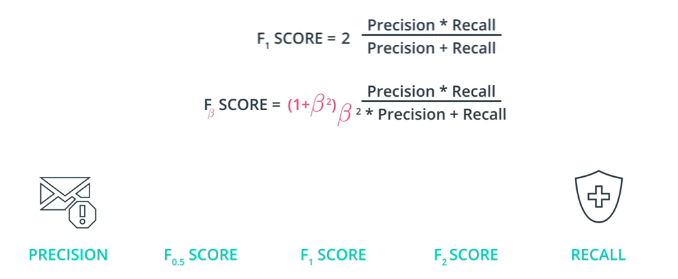 F₁ SCORE = 2 Precision * Recall
Precision + Recall
Fᵦ SCORE = (1+β²) Precision * Recall
β² * Precision + Recall
PRECISION F₀.₅ SCORE F₁ SCORE F₂ SCORE RECALL